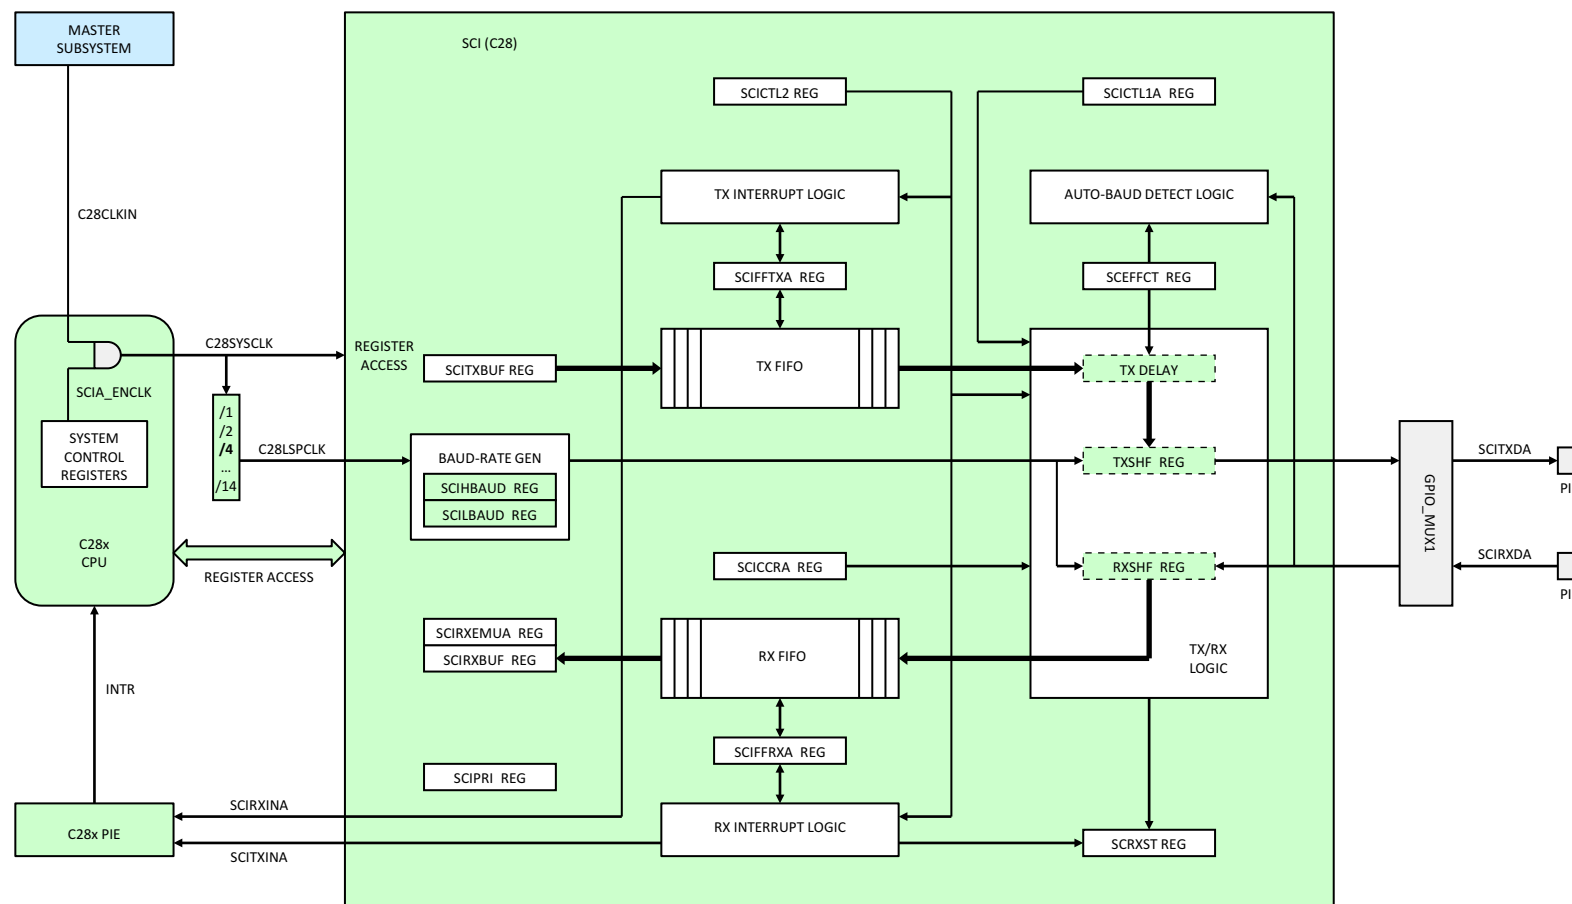 MASTER
SUBSYSTEM
SCI (C28)
SCICTL2 REG
SCICTL1A REG
C28CLKIN
TX INTERRUPT LOGIC
AUTO-BAUD DETECT LOGIC
SCIFFTXA REG
SCEFFCT REG
C28SYSCLK
REGISTER
ACCESS
SCITXBUF REG
TX FIFO
TX DELAY
SCIA_ENCLK
/1
/2
/4
...
/14
SYSTEM
CONTROL
REGISTERS
C28LSPCLK
BAUD-RATE GEN
SCIHBAUD REG
SCILBAUD REG
TXSHF REG
GPIO_MUX1
SCITXDA
PI
C28x
CPU
REGISTER ACCESS
SCICCRA REG
RXSHF REG
SCIRXDA
PI
SCIRXEMUA REG
SCIRXBUF REG
RX FIFO
TX/RX
LOGIC
INTR
SCIFFRXA REG
SCIPRI REG
SCIRXINA
C28x PIE
RX INTERRUPT LOGIC
SCRXST REG
SCITXINA